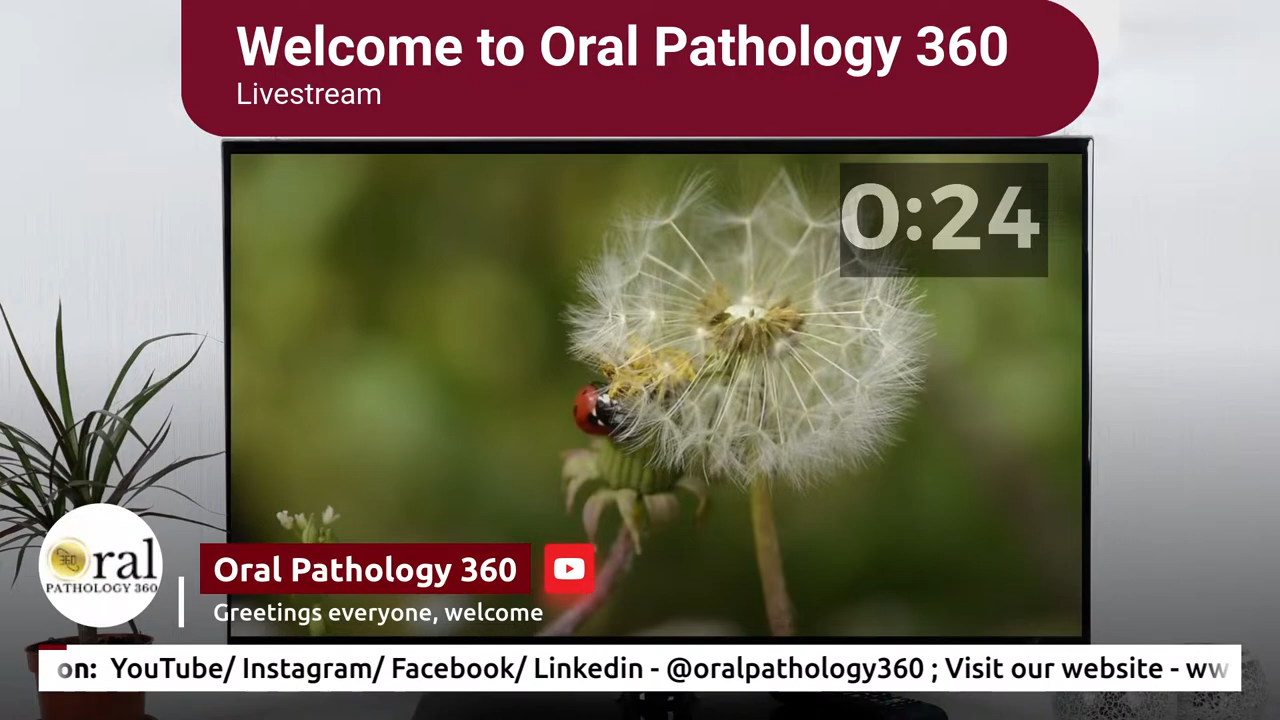 Welcome to Oral Pathology 360
Livestream
0:24
Oral
360
PATHOLOGY 360
Oral Pathology 360
Greetings everyone, welcome
on: YouTube/ Instagram/ Facebook/ Linkedin - @oralpathology360 ; Visit our website - ww